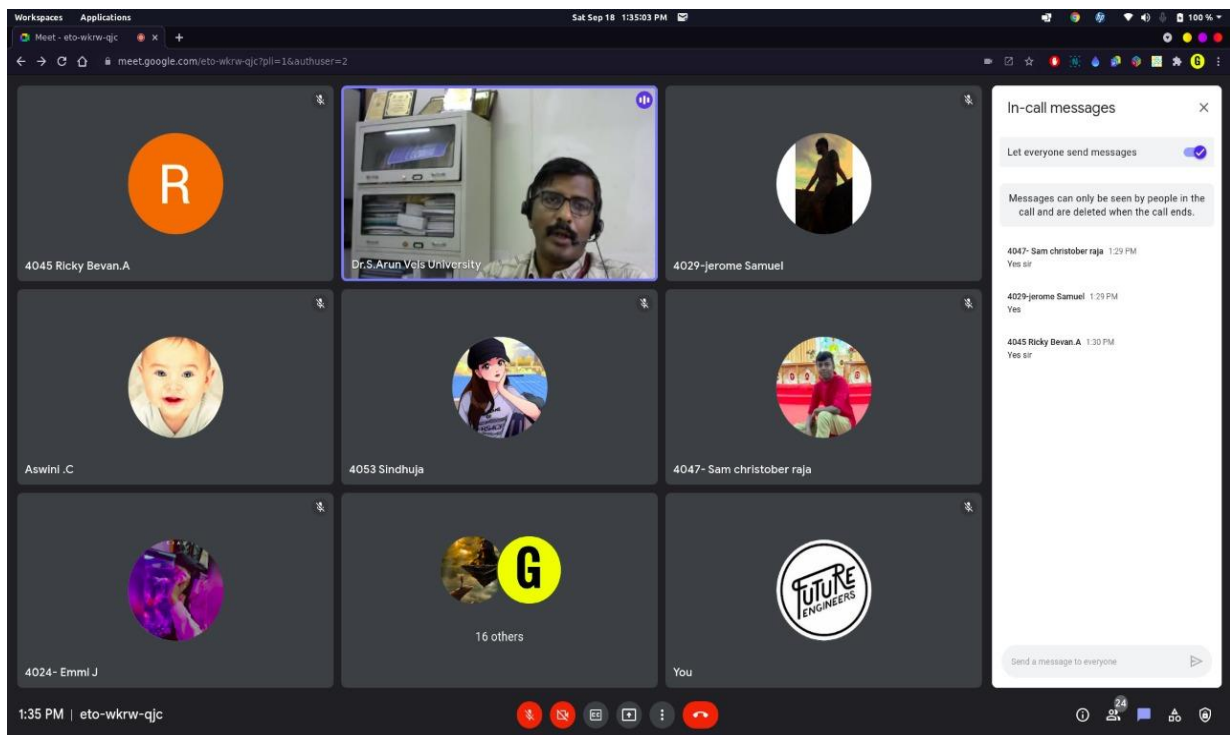 Workspaces Applications Sat Sep 18 1:35:03 PM 100 %
Meet - eto-wkrw-qjc
meet.google.com/eto-wkrw-qjc?pli=1&authuser=2
G
R
4045 Ricky Bevan.A
Dr.S.Arun Vels University
4029-jerome Samuel
Aswini .C
4053 Sindhuja
4047- Sam christober raja
4024- Emmi J
G
16 others
FUTURE
ENGINEERS
You
In-call messages
Let everyone send messages
Messages can only be seen by people in the
call and are deleted when the call ends.
4047- Sam christober raja 1:29 PM
Yes sir
4029-jerome Samuel 1:29 PM
Yes
4045 Ricky Bevan.A 1:30 PM
Yes sir
Send a message to everyone
1:35 PM | eto-wkrw-qjc
24